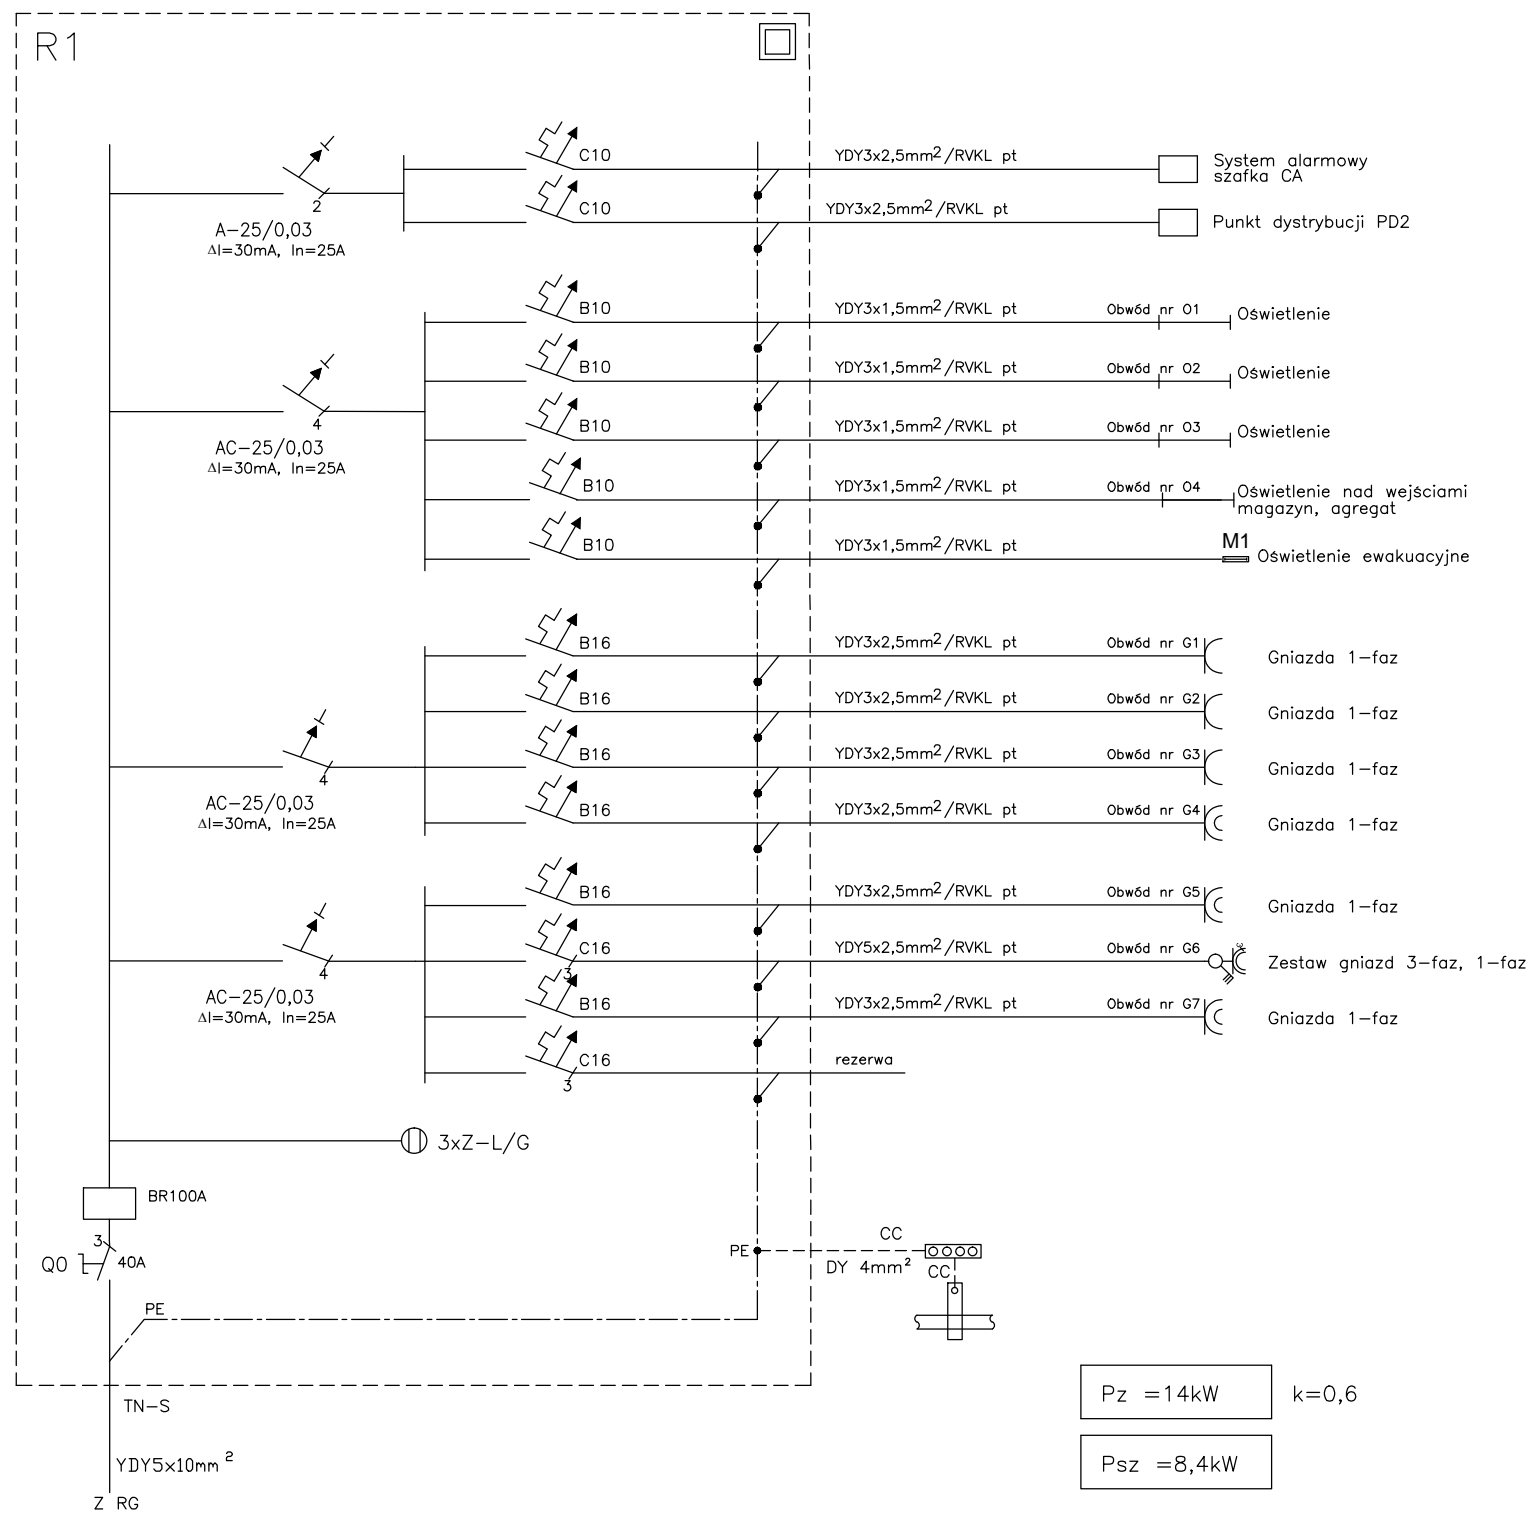 R1
C10
YDY3x2,5mm²/RVKL pt
System alarmowy
szafka CA
2
A-25/0,03
ΔI=30mA, In=25A
C10
YDY3x2,5mm²/RVKL pt
Punkt dystrybucji PD2
B10
YDY3x1,5mm²/RVKL pt
Obwód nr O1
Oświetlenie
B10
YDY3x1,5mm²/RVKL pt
Obwód nr O2
Oświetlenie
4
AC-25/0,03
ΔI=30mA, In=25A
B10
YDY3x1,5mm²/RVKL pt
Obwód nr O3
Oświetlenie
B10
YDY3x1,5mm²/RVKL pt
Obwód nr O4
Oświetlenie nad wejściami
magazyn, agregat
B10
YDY3x1,5mm²/RVKL pt
M1
Oświetlenie ewakuacyjne
B16
YDY3x2,5mm²/RVKL pt
Obwód nr G1
Gniazda 1-faz
B16
YDY3x2,5mm²/RVKL pt
Obwód nr G2
Gniazda 1-faz
B16
YDY3x2,5mm²/RVKL pt
Obwód nr G3
Gniazda 1-faz
4
AC-25/0,03
ΔI=30mA, In=25A
B16
YDY3x2,5mm²/RVKL pt
Obwód nr G4
Gniazda 1-faz
B16
YDY3x2,5mm²/RVKL pt
Obwód nr G5
Gniazda 1-faz
C16
3
YDY5x2,5mm²/RVKL pt
Obwód nr G6
Zestaw gniazd 3-faz, 1-faz
4
AC-25/0,03
ΔI=30mA, In=25A
B16
YDY3x2,5mm²/RVKL pt
Obwód nr G7
Gniazda 1-faz
C16
3
rezerwa
3xZ-L/G
BR100A
3
Q0
40A
PE
CC
DY 4mm²
CC
PE
TN-S
YDY5x10mm²
Z RG
Pz =14kW
k=0,6
Psz =8,4kW